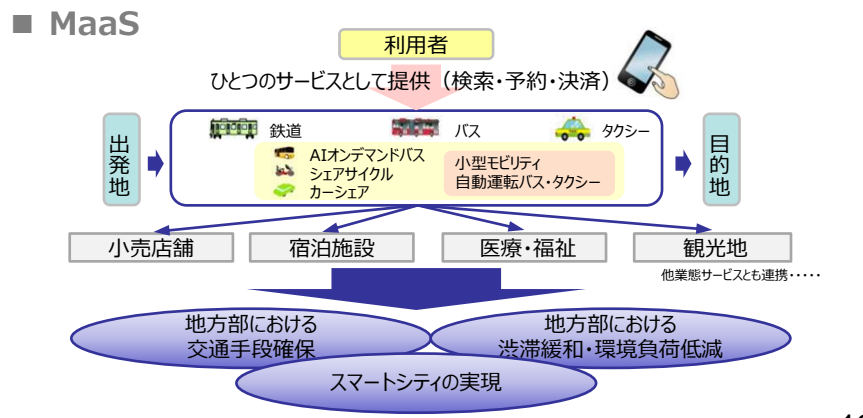 ■ MaaS
利用者
ひとつのサービスとして提供（検索・予約・決済）
出発地
鉄道
バス
タクシー
AIオンデマンドバス
シェアサイクル
カーシェア
小型モビリティ
自動運転バス・タクシー
目的地
小売店舗
宿泊施設
医療・福祉
観光地
他業態サービスとも連携・・・・・
地方部における
交通手段確保
地方部における
渋滞緩和・環境負荷低減
スマートシティの実現